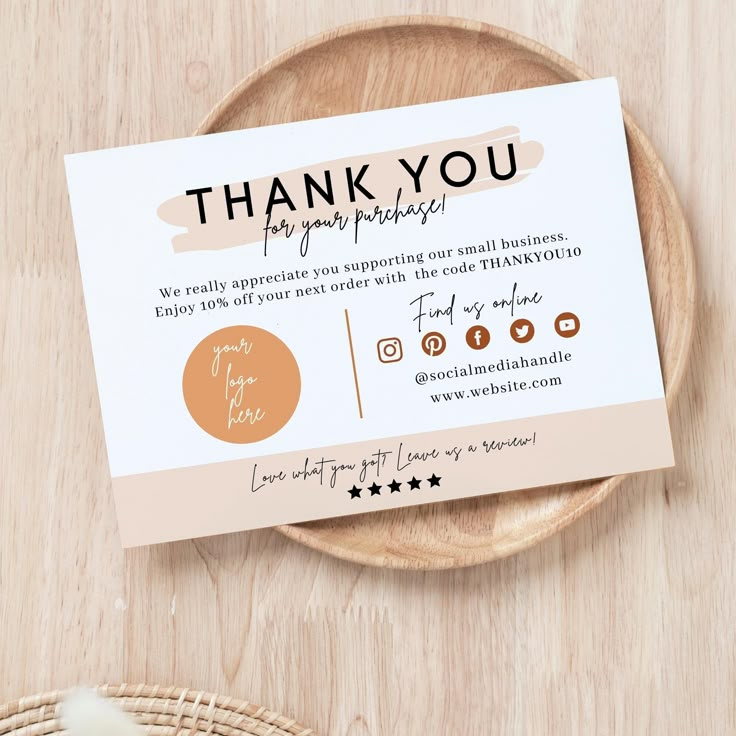 THANK YOU
for your purchase!
We really appreciate you supporting our small business.
Enjoy 10% off your next order with the code THANKYOU10
your
logo
here
Find us online
@socialmediahandle
www.website.com
Love what you got? Leave us a review!